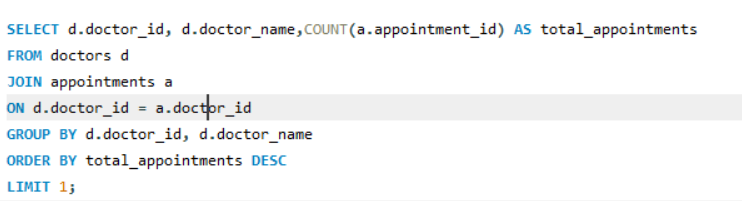 SELECT d.doctor_id, d.doctor_name,COUNT(a.appointment_id) AS total_appointments
FROM doctors d
JOIN appointments a
ON d.doctor_id = a.doctor_id
GROUP BY d.doctor_id, d.doctor_name
ORDER BY total_appointments DESC
LIMIT 1;